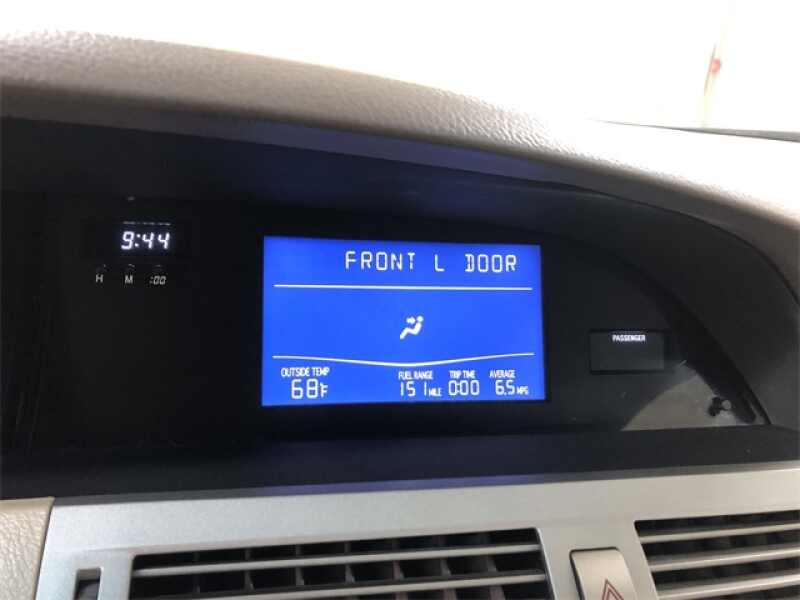 9:44
H M :00
FRONT L DOOR
PASSENGER
OUTSIDE TEMP FUEL RANGE TRIP TIME AVERAGE
68°F 151 MILE 0:00 6.5 MPG